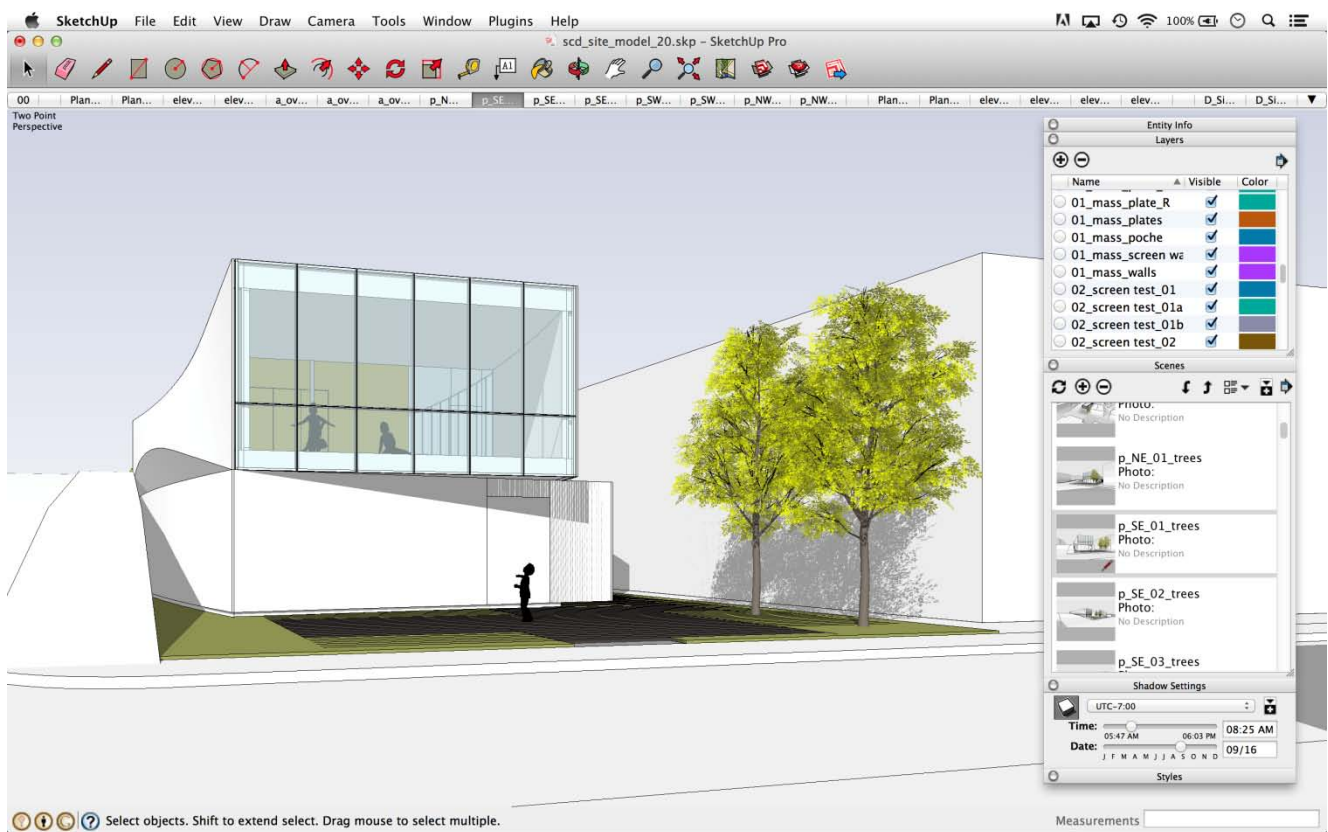 SketchUp File Edit View Draw Camera Tools Window Plugins Help 100%
scd_site_model_20.skp – SketchUp Pro
A1
00 Plan... Plan... elev... elev... a_ov... a_ov... a_ov... p_N... p_SE... p_SE... p_SE... p_SW... p_SW... p_NW... p_NW... Plan... Plan... elev... elev... elev... elev... D_Si... D_Si...
Two Point
Perspective
Entity Info
Layers
Name Visible Color
01_mass_plate_R
01_mass_plates
01_mass_poche
01_mass_screen wa
01_mass_walls
02_screen test_01
02_screen test_01a
02_screen test_01b
02_screen test_02
Scenes
Photo:
No Description
p_NE_01_trees
Photo:
No Description
p_SE_01_trees
Photo:
No Description
p_SE_02_trees
Photo:
No Description
p_SE_03_trees
Shadow Settings
UTC-7:00
Time: 05:47 AM 06:03 PM 08:25 AM
Date: J F M A M J J A S O N D 09/16
Styles
Select objects. Shift to extend select. Drag mouse to select multiple.
Measurements